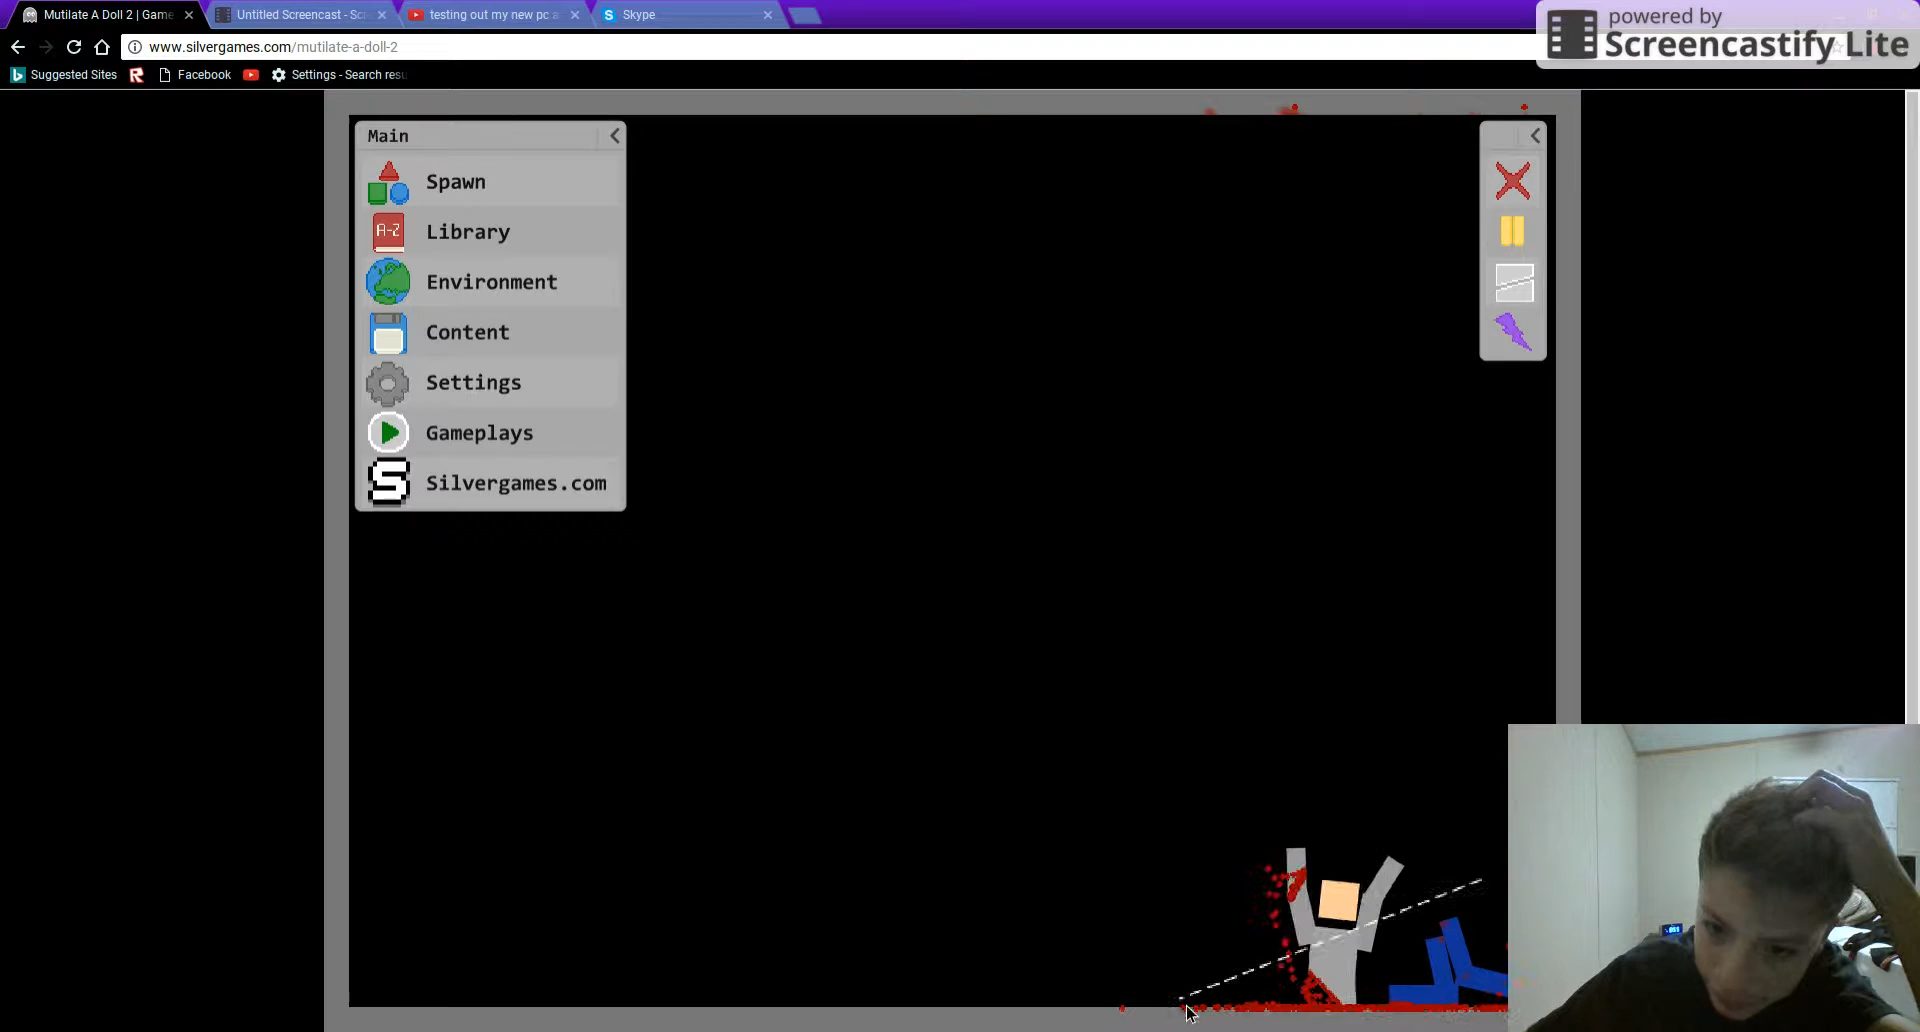 Mutilate A Doll 2 | Game
Untitled Screencast - Scr
testing out my new pc a
Skype
powered by
Screencastify Lite
www.silvergames.com/mutilate-a-doll-2
Suggested Sites
Facebook
Settings - Search resu
Main
Spawn
A-Z
Library
Environment
Content
Settings
Gameplays
S
Silvergames.com